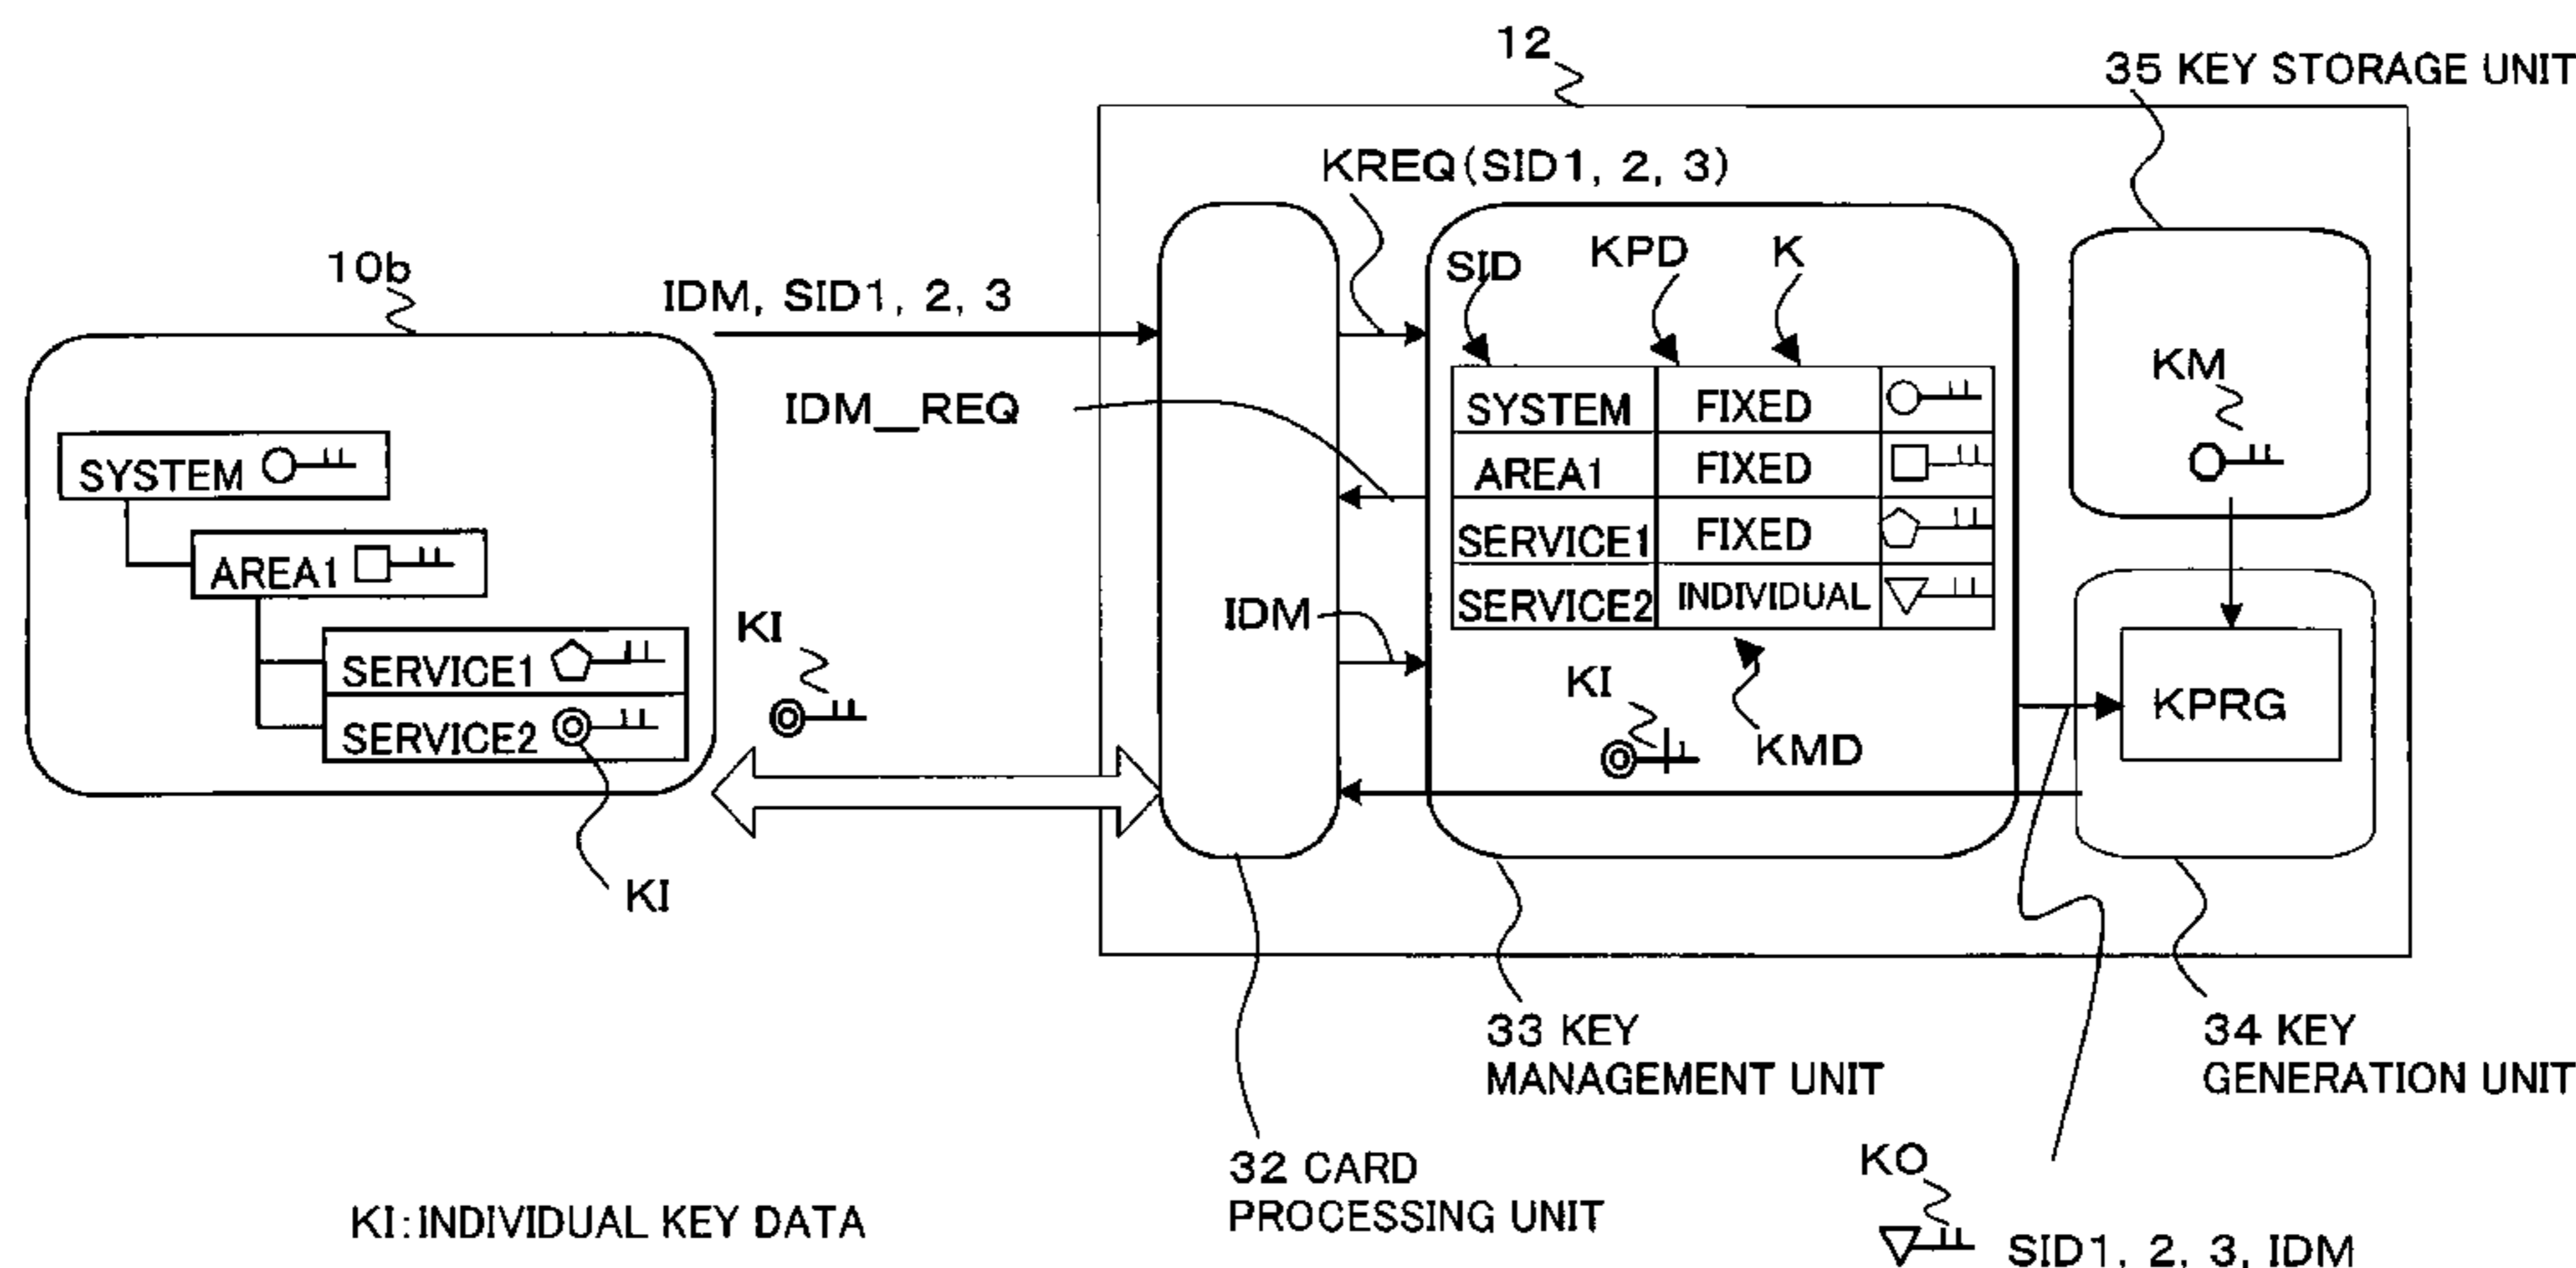 12
35 KEY STORAGE UNIT
KREQ(SID1, 2, 3)
10b
IDM, SID1, 2, 3
SID
KPD
K
KM
IDM__REQ
SYSTEM FIXED
AREA1 FIXED
SERVICE1 FIXED
SERVICE2 INDIVIDUAL
SYSTEM
AREA1
SERVICE1
SERVICE2
KI
KI
IDM
KI
KMD
KPRG
33 KEY
MANAGEMENT UNIT
34 KEY
GENERATION UNIT
32 CARD
PROCESSING UNIT
KO
SID1, 2, 3, IDM
KI:INDIVIDUAL KEY DATA